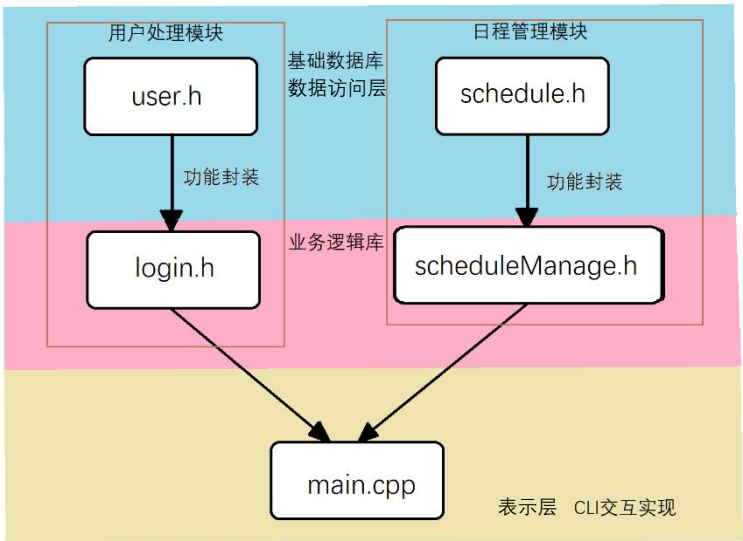 用户处理模块
日程管理模块
基础数据库
数据访问层
user.h
schedule.h
功能封装
功能封装
业务逻辑库
login.h
scheduleManage.h
main.cpp
表示层 CLI交互实现